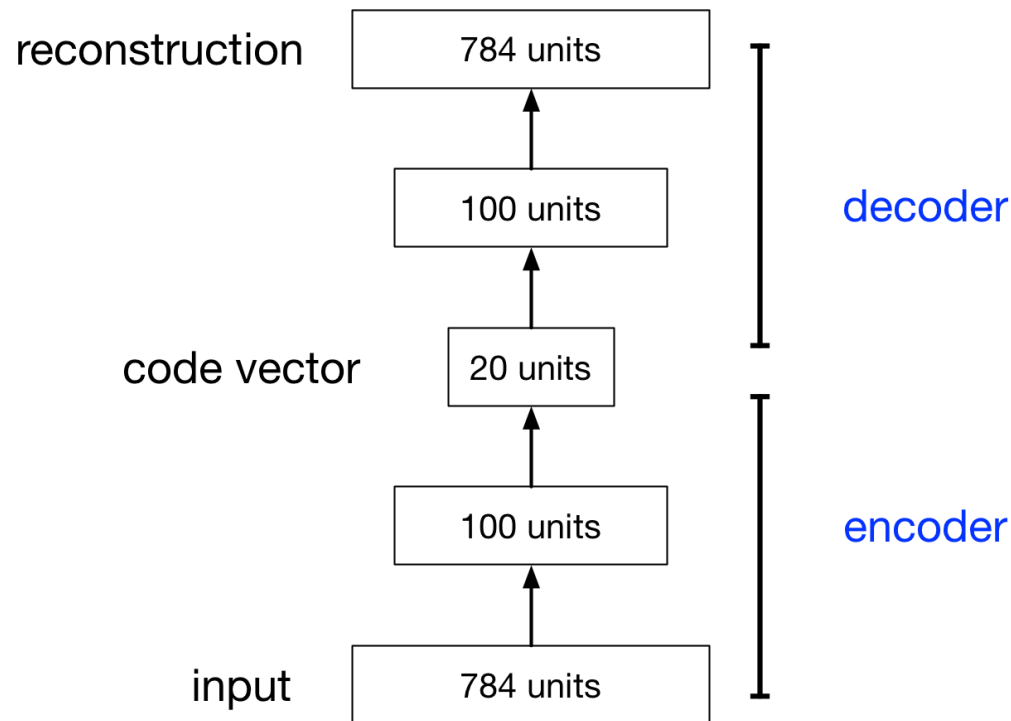 reconstruction 784 units
100 units
decoder
code vector 20 units
100 units
encoder
input 784 units